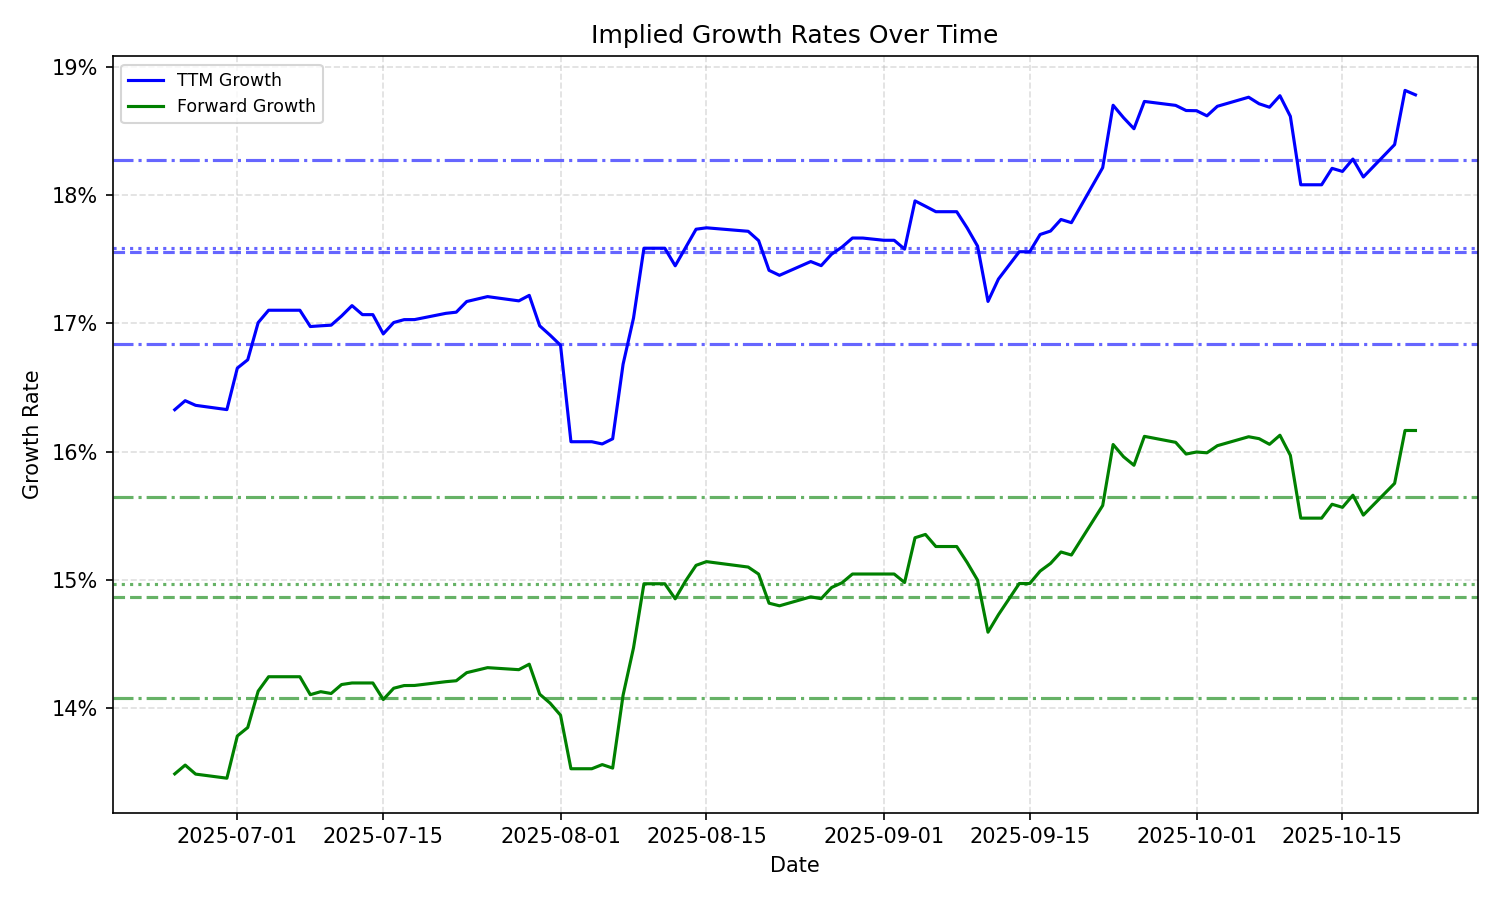 Implied Growth Rates Over Time
TTM Growth
Forward Growth
19%
18%
17%
16%
15%
14%
Growth Rate
2025-07-01 2025-07-15 2025-08-01 2025-08-15 2025-09-01 2025-09-15 2025-10-01 2025-10-15
Date